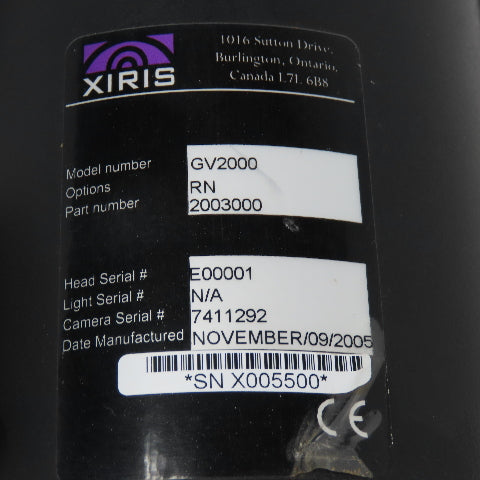 XIRIS
1016 Sutton Drive,
Burlington, Ontario,
Canada L7L 6B8
Model number GV2000
Options RN
Part number 2003000
Head Serial # E00001
Light Serial # N/A
Camera Serial # 7411292
Date Manufactured NOVEMBER/09/2005
*SN X005500*
CE